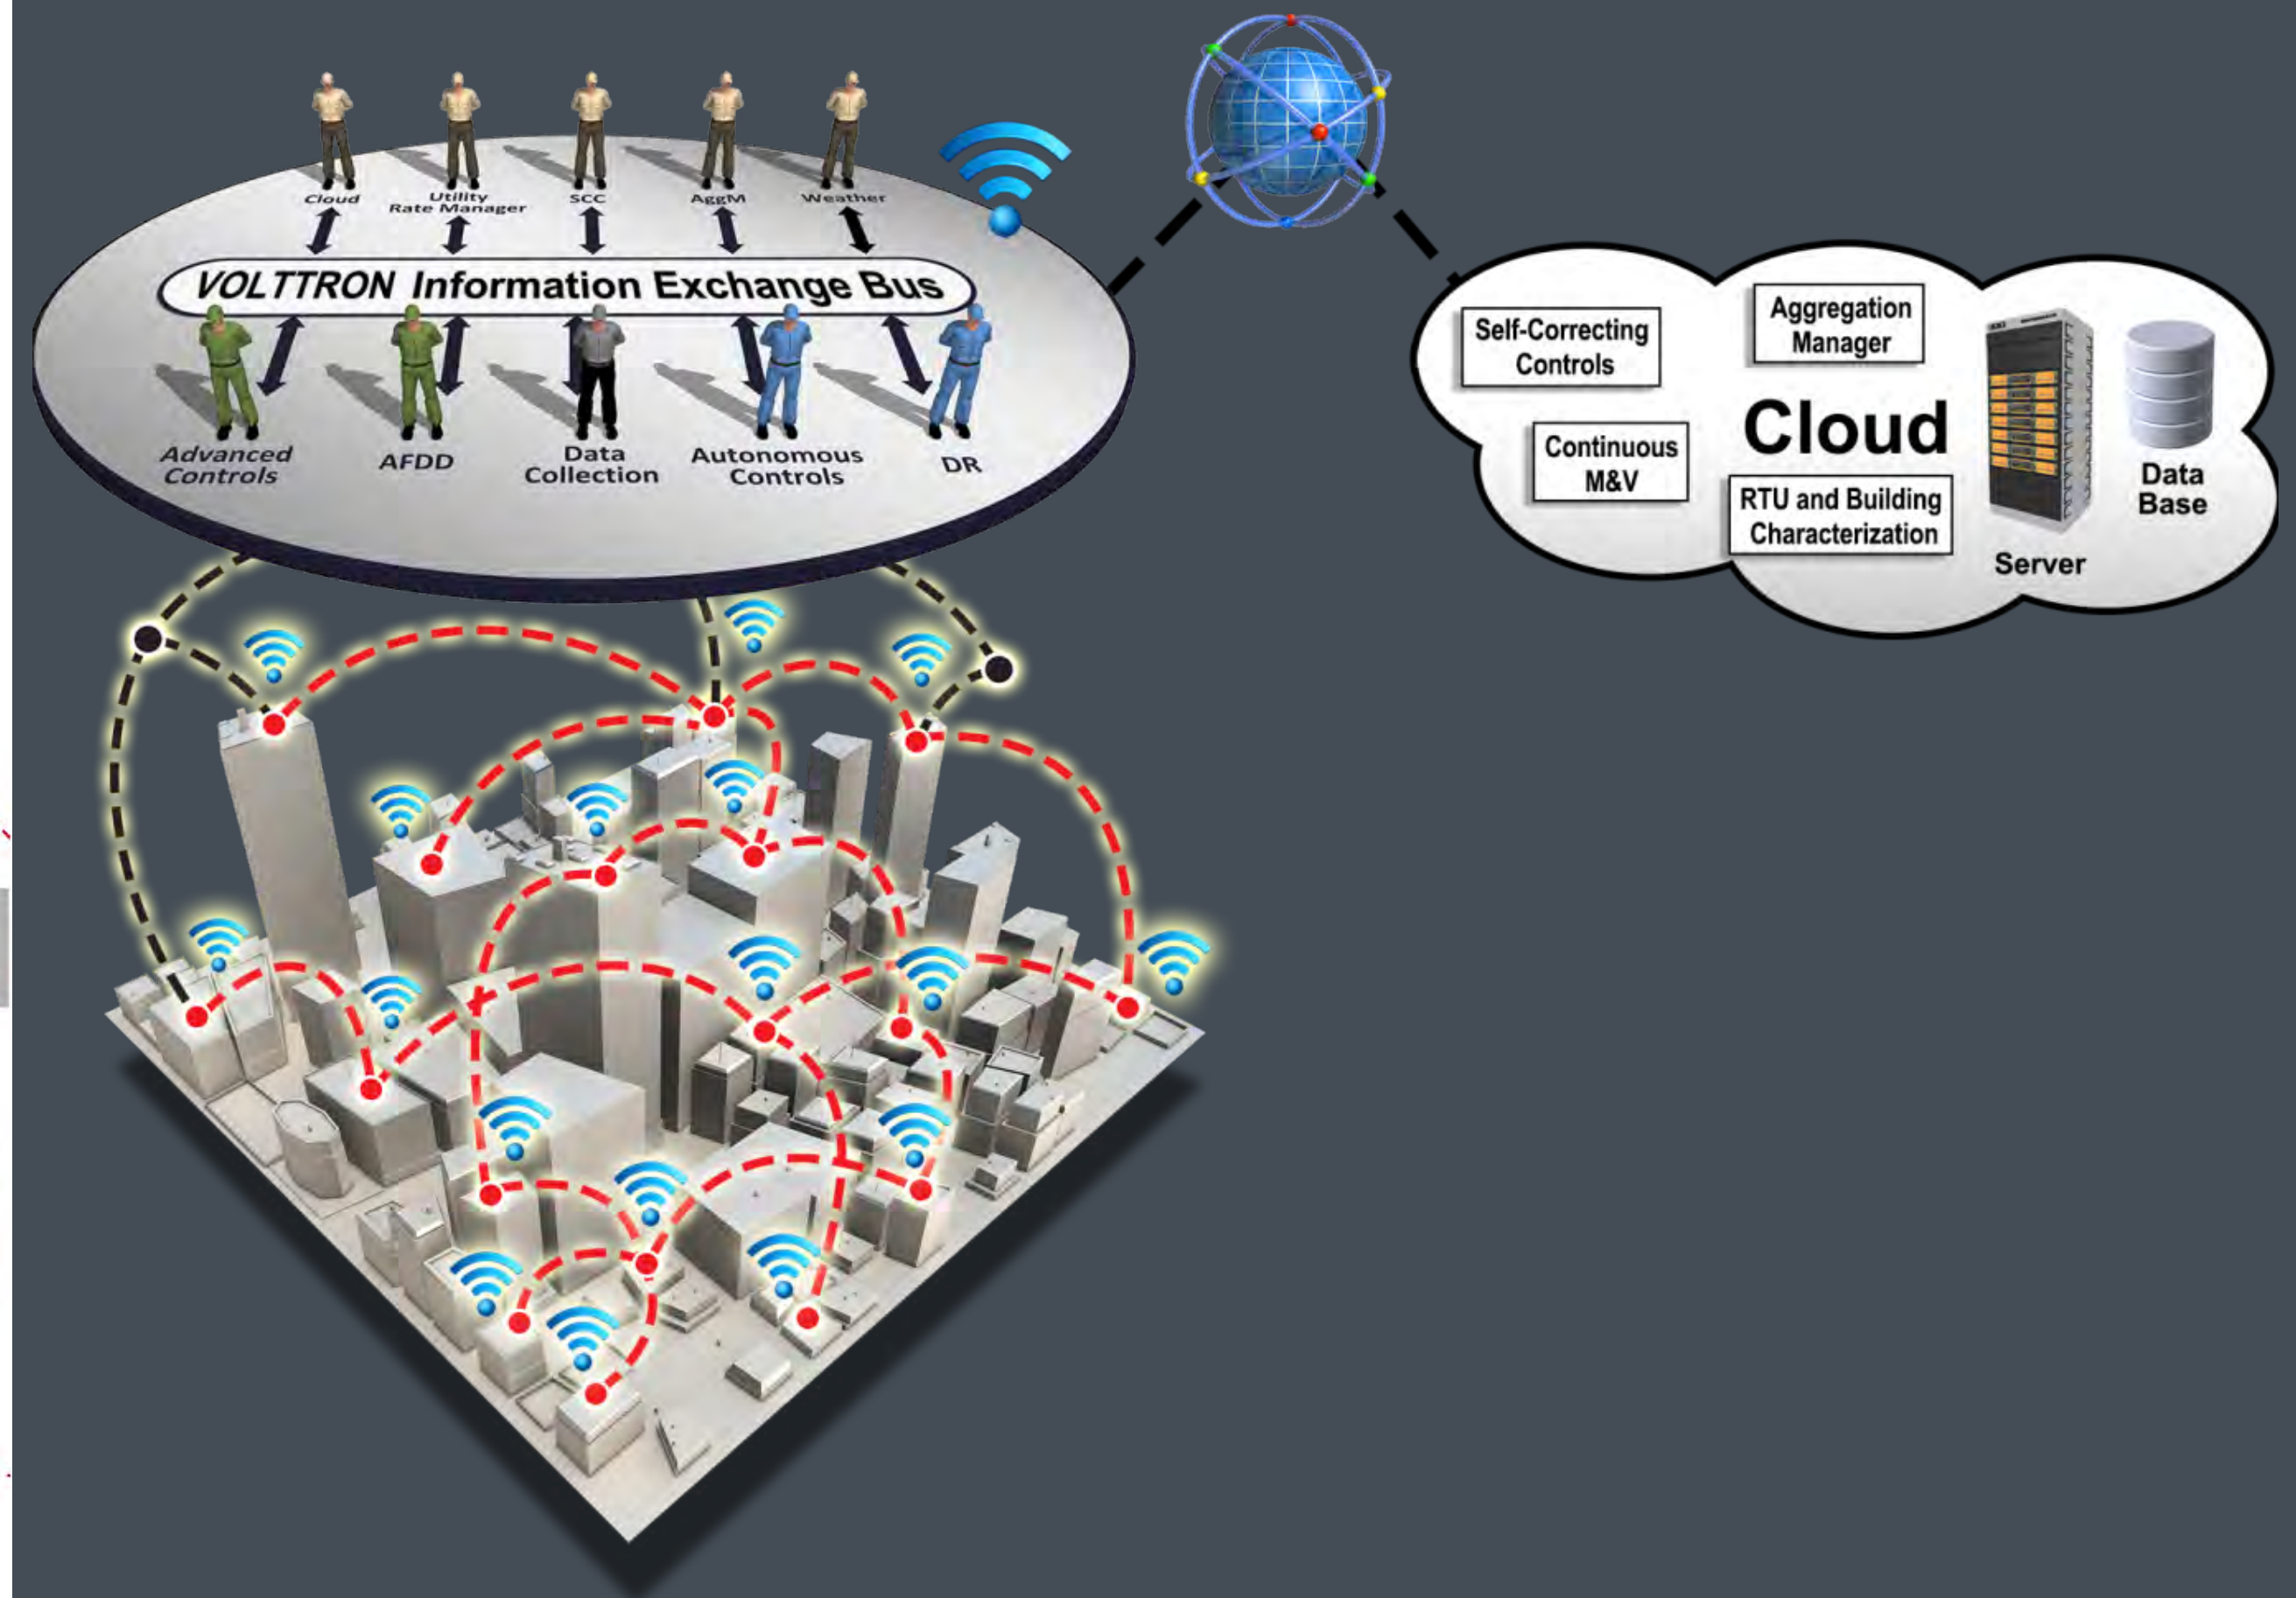 Cloud
Utility
Rate Manager
SCC
AggM
Weather
VOLTTRON Information Exchange Bus
Advanced
Controls
AFDD
Data
Collection
Autonomous
Controls
DR
Self-Correcting
Controls
Aggregation
Manager
Continuous
M&V
Cloud
RTU and Building
Characterization
Server
Data
Base